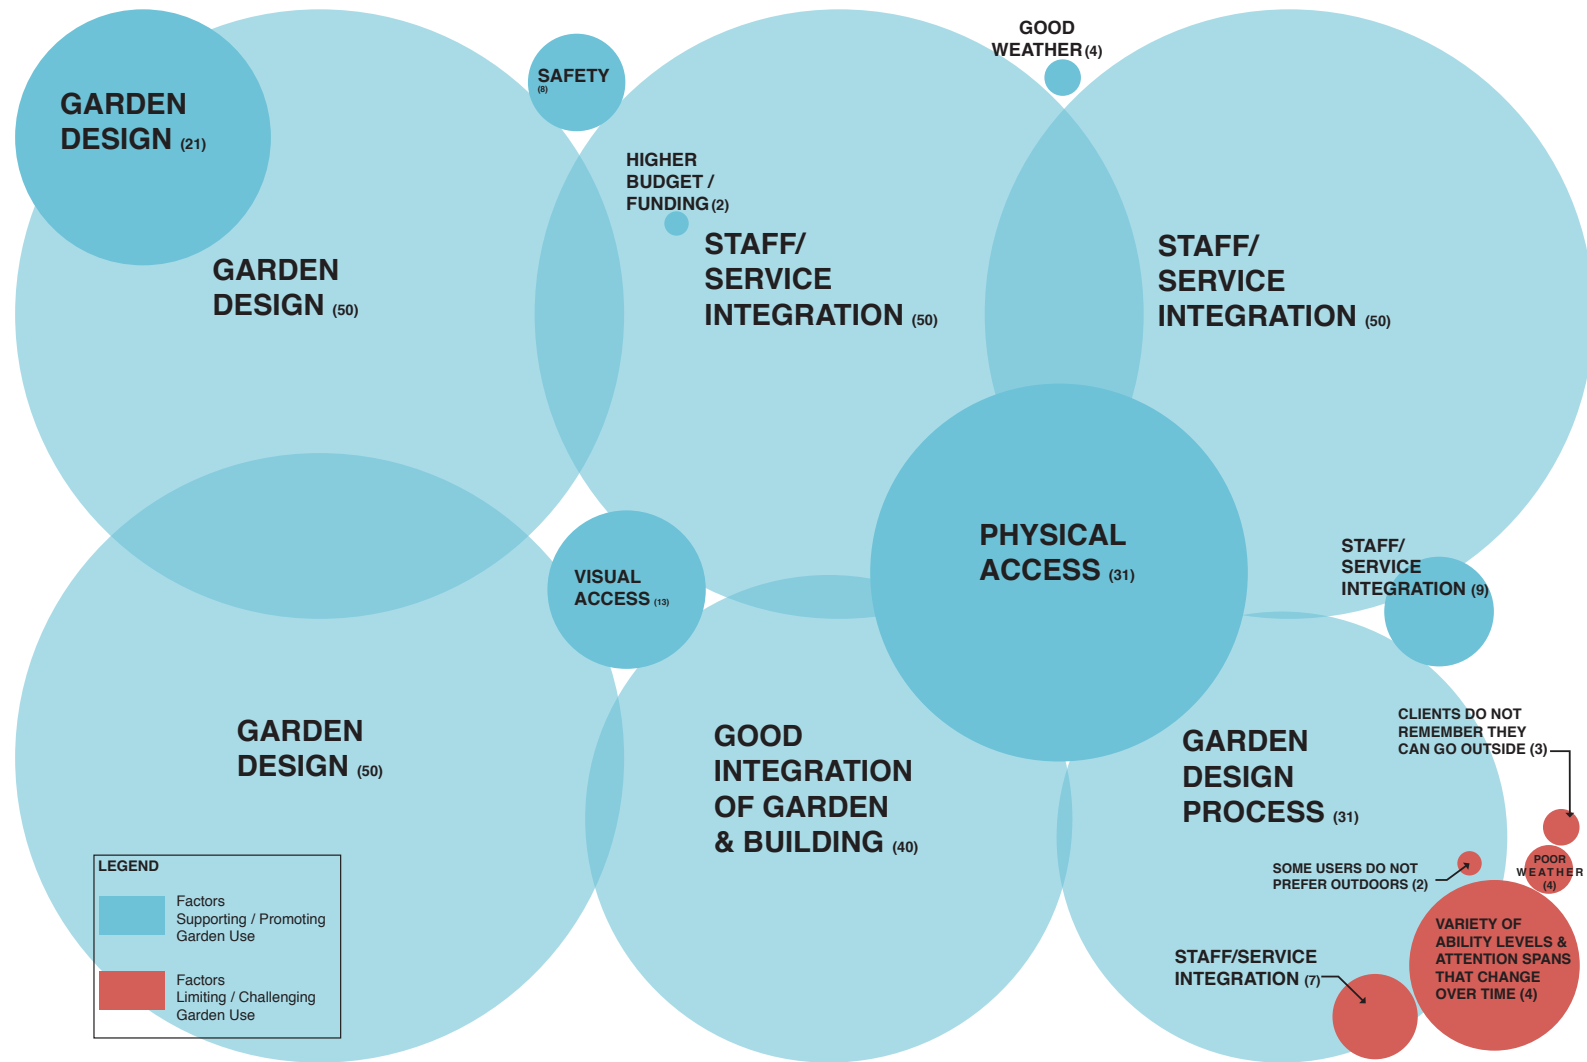 GARDEN
DESIGN (21)
SAFETY
(8)
GOOD
WEATHER (4)
HIGHER
BUDGET /
FUNDING (2)
GARDEN
DESIGN (50)
STAFF/
SERVICE
INTEGRATION (50)
STAFF/
SERVICE
INTEGRATION (50)
PHYSICAL
ACCESS (31)
VISUAL
ACCESS (13)
STAFF/
SERVICE
INTEGRATION (9)
GARDEN
DESIGN (50)
GOOD
INTEGRATION
OF GARDEN
& BUILDING (40)
GARDEN
DESIGN
PROCESS (31)
CLIENTS DO NOT
REMEMBER THEY
CAN GO OUTSIDE (3)
SOME USERS DO NOT
PREFER OUTDOORS (2)
POOR
WEATHER
(4)
VARIETY OF
ABILITY LEVELS &
ATTENTION SPANS
THAT CHANGE
OVER TIME (4)
STAFF/SERVICE
INTEGRATION (7)
LEGEND
Factors
Supporting / Promoting
Garden Use
Factors
Limiting / Challenging
Garden Use